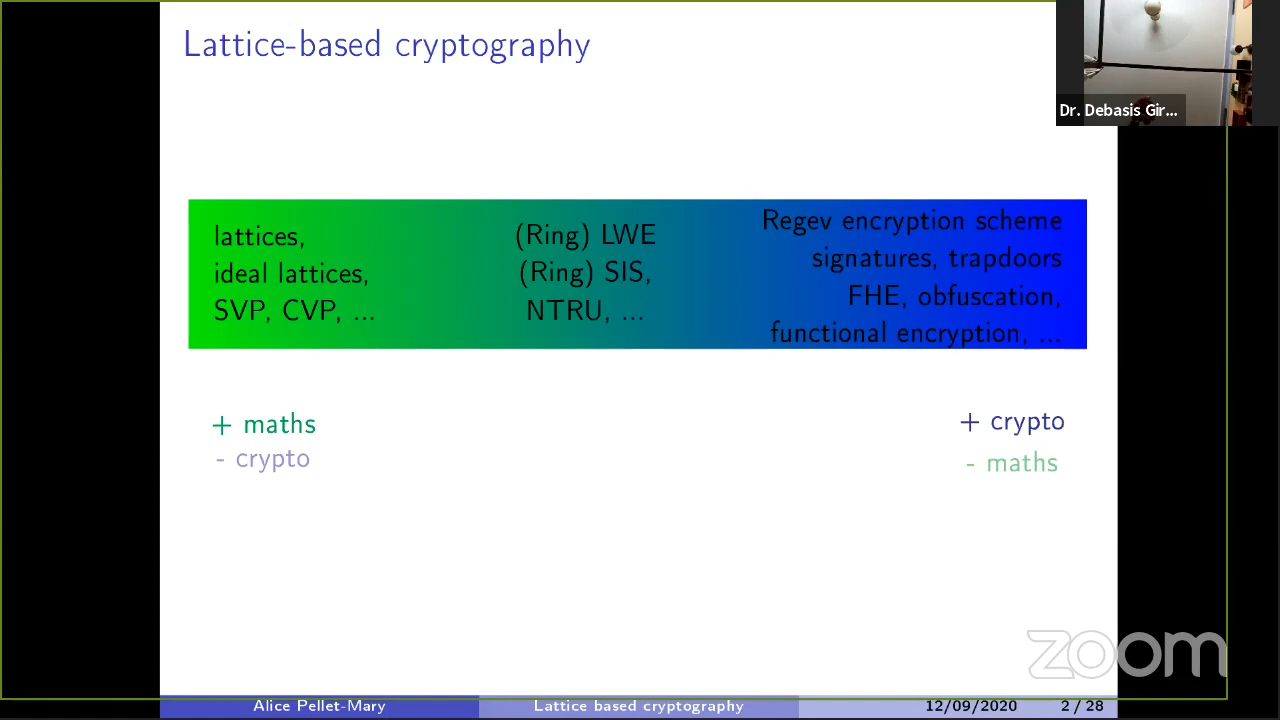 Lattice-based cryptography
Dr. Debasis Gir...
lattices,
ideal lattices,
SVP, CVP, ...
(Ring) LWE
(Ring) SIS,
NTRU, ...
Regev encryption scheme
signatures, trapdoors
FHE, obfuscation,
functional encryption, ...
+ maths
- crypto
+ crypto
- maths
zoom
Alice Pellet-Mary
Lattice based cryptography
12/09/2020
2 / 28